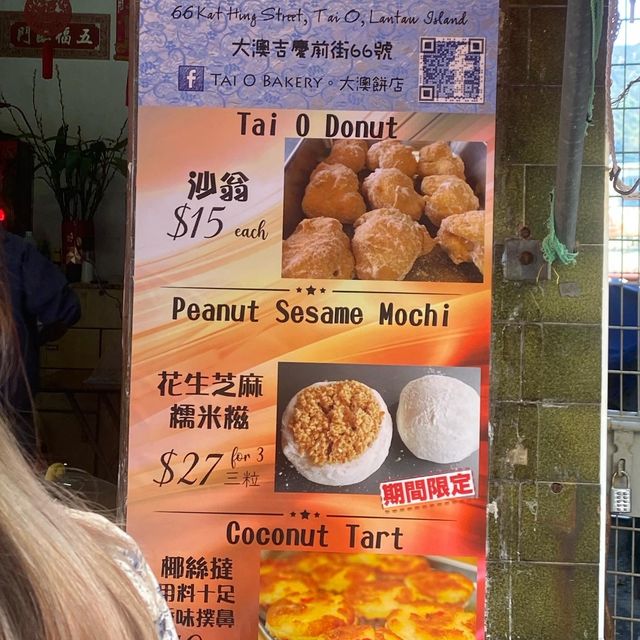 五福臨門
66 Kat Hing Street, Tai O, Lantau Island
大澳吉慶前街66號
TAI O BAKERY。大澳餅店
Tai O Donut
沙翁
$15 each
Peanut Sesame Mochi
花生芝麻
糯米糍
$27 for 3
三粒
期間限定
Coconut Tart
椰絲撻
用料十足
味撲鼻